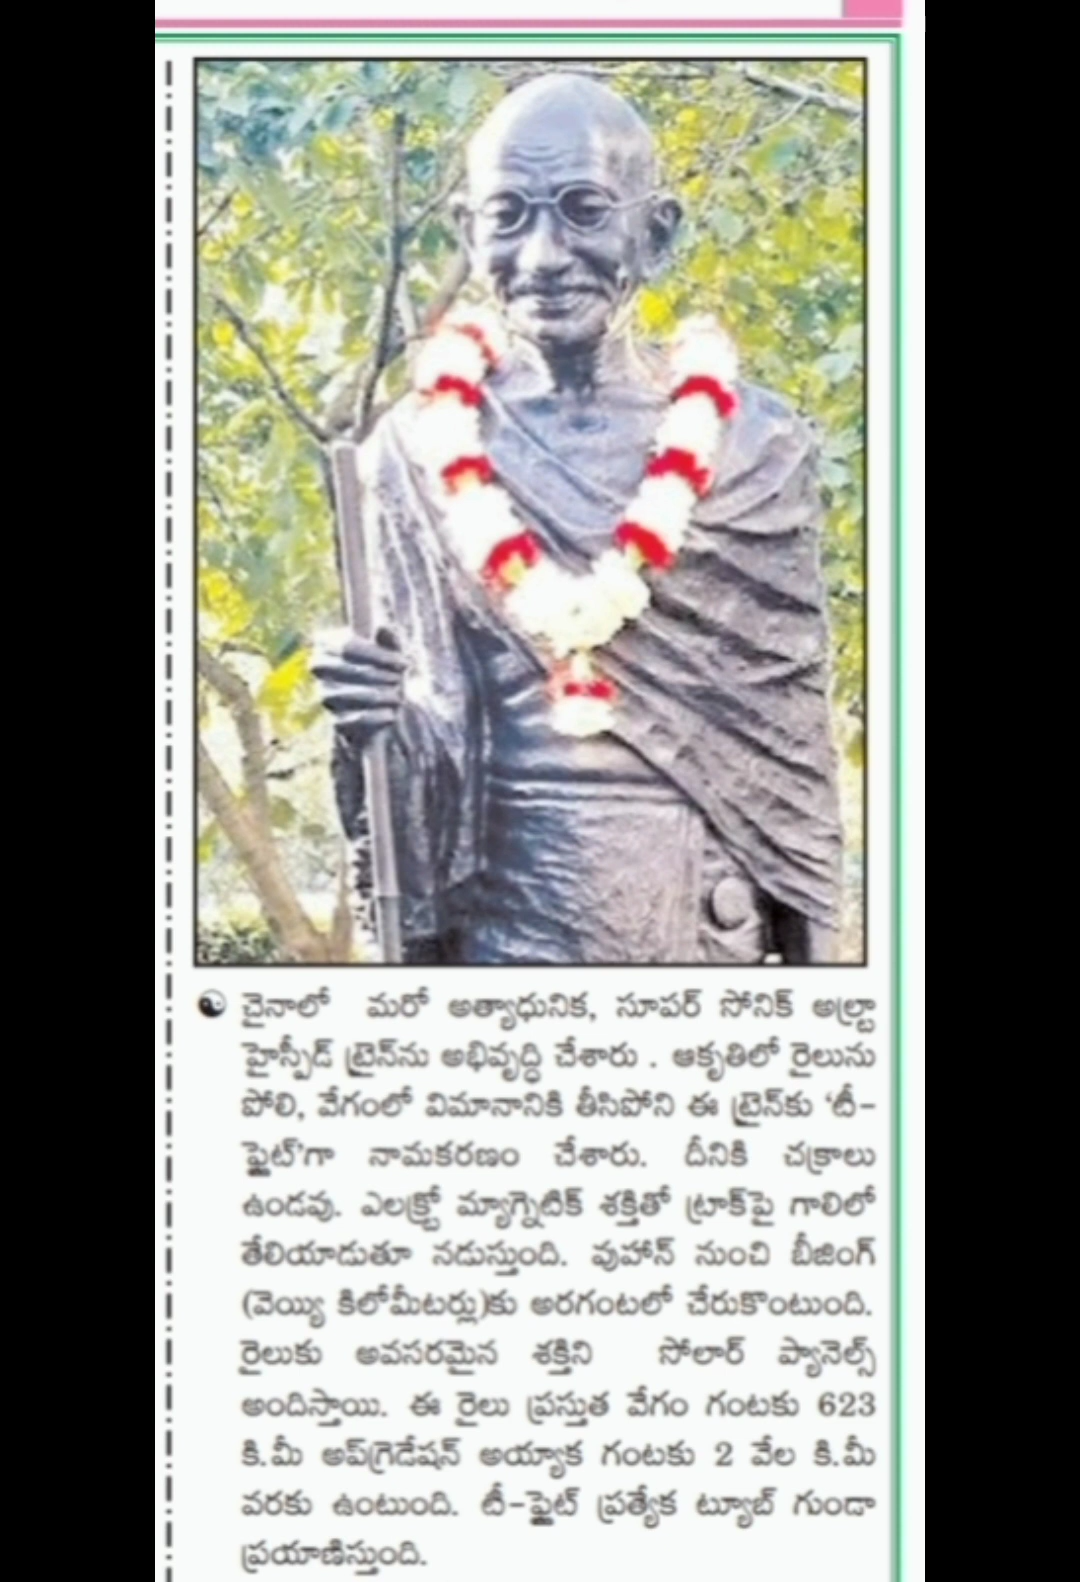 చైనాలో మరో అత్యాధునిక, సూపర్ సోనిక్ అల్ట్రా
హైస్పీడ్ ట్రైన్‌ను అభివృద్ధి చేశారు . ఆకృతిలో రైలును
పోలి, వేగంలో విమానానికి తీసిపోని ఈ ట్రైన్‌కు ‘టీ-
ఫ్లైట్’గా నామకరణం చేశారు. దీనికి చక్రాలు
ఉండవు. ఎలక్ట్రో మ్యాగ్నెటిక్ శక్తితో ట్రాక్‌పై గాలిలో
తేలియాడుతూ నడుస్తుంది. వుహాన్ నుంచి బీజింగ్
(వెయ్యి కిలోమీటర్లు)కు అరగంటలో చేరుకొంటుంది.
రైలుకు అవసరమైన శక్తిని సోలార్ ప్యానెల్స్
అందిస్తాయి. ఈ రైలు ప్రస్తుత వేగం గంటకు 623
కి.మీ అప్‌గ్రెడేషన్ అయ్యాక గంటకు 2 వేల కి.మీ
వరకు ఉంటుంది. టీ-ఫ్లైట్ ప్రత్యేక ట్యూబ్ గుండా
ప్రయాణిస్తుంది.